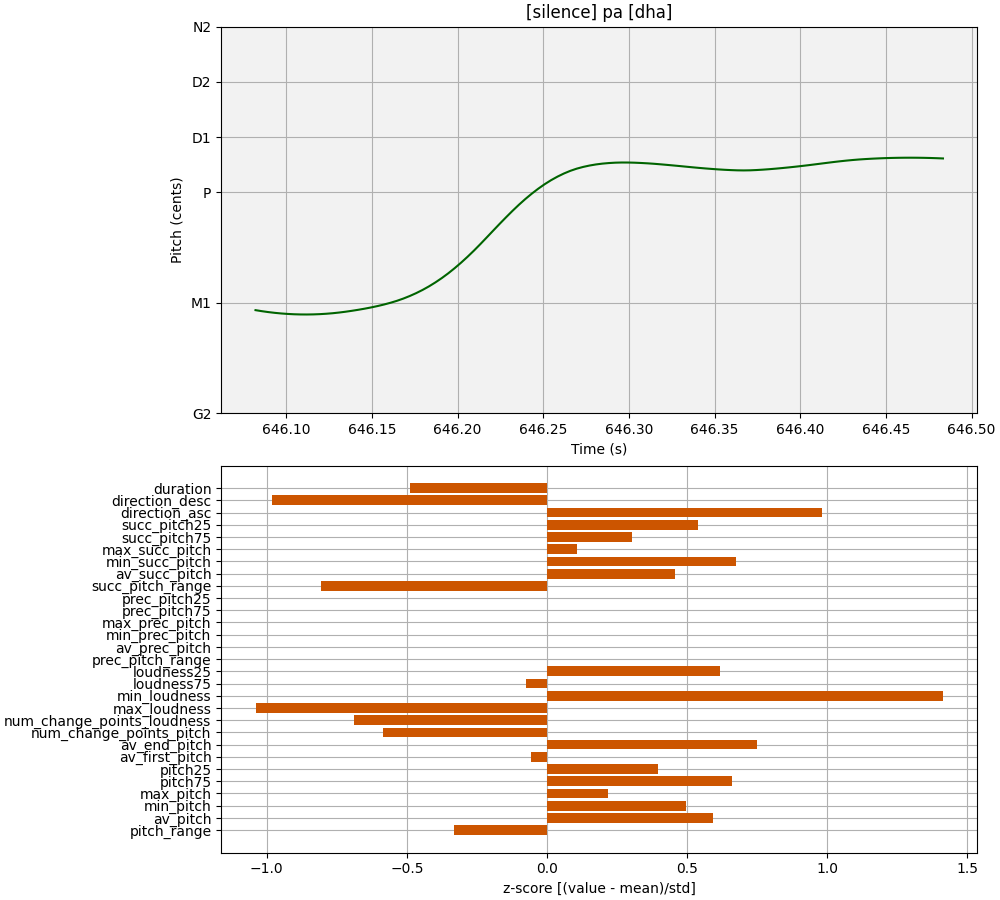 [silence] pa [dha]
N2
D2
D1
P
M1
G2
Pitch (cents)
646.10 646.15 646.20 646.25 646.30 646.35 646.40 646.45 646.50
Time (s)
duration
direction_desc
direction_asc
succ_pitch25
succ_pitch75
max_succ_pitch
min_succ_pitch
av_succ_pitch
succ_pitch_range
prec_pitch25
prec_pitch75
max_prec_pitch
min_prec_pitch
av_prec_pitch
prec_pitch_range
loudness25
loudness75
min_loudness
max_loudness
num_change_points_loudness
num_change_points_pitch
av_end_pitch
av_first_pitch
pitch25
pitch75
max_pitch
min_pitch
av_pitch
pitch_range
−1.0 −0.5 0.0 0.5 1.0 1.5
z-score [(value - mean)/std]